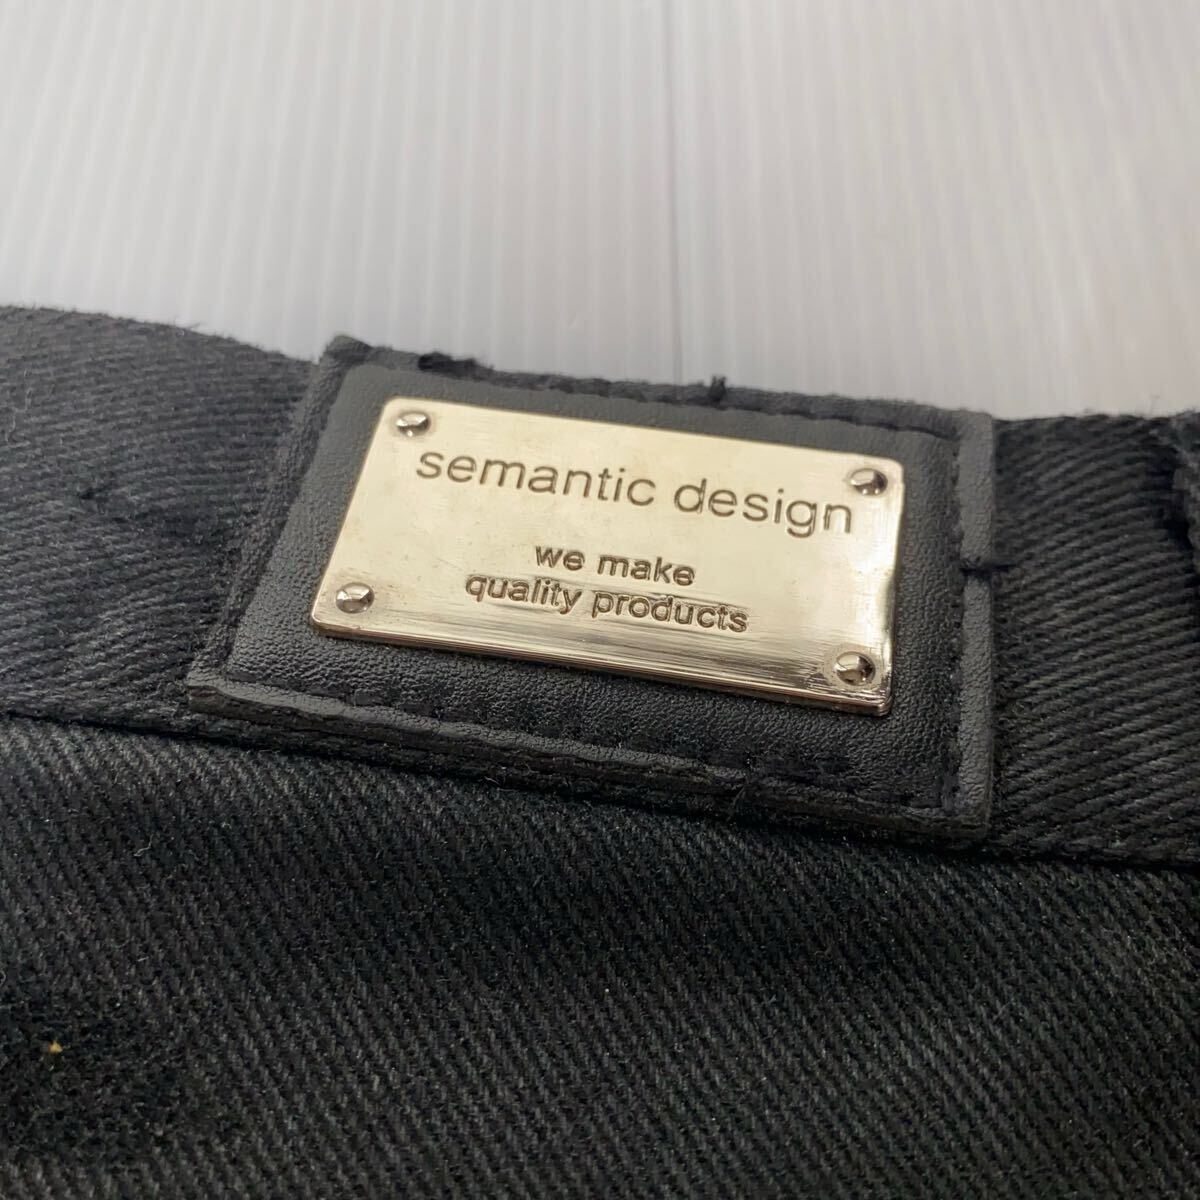 semantic design
we make
quality products